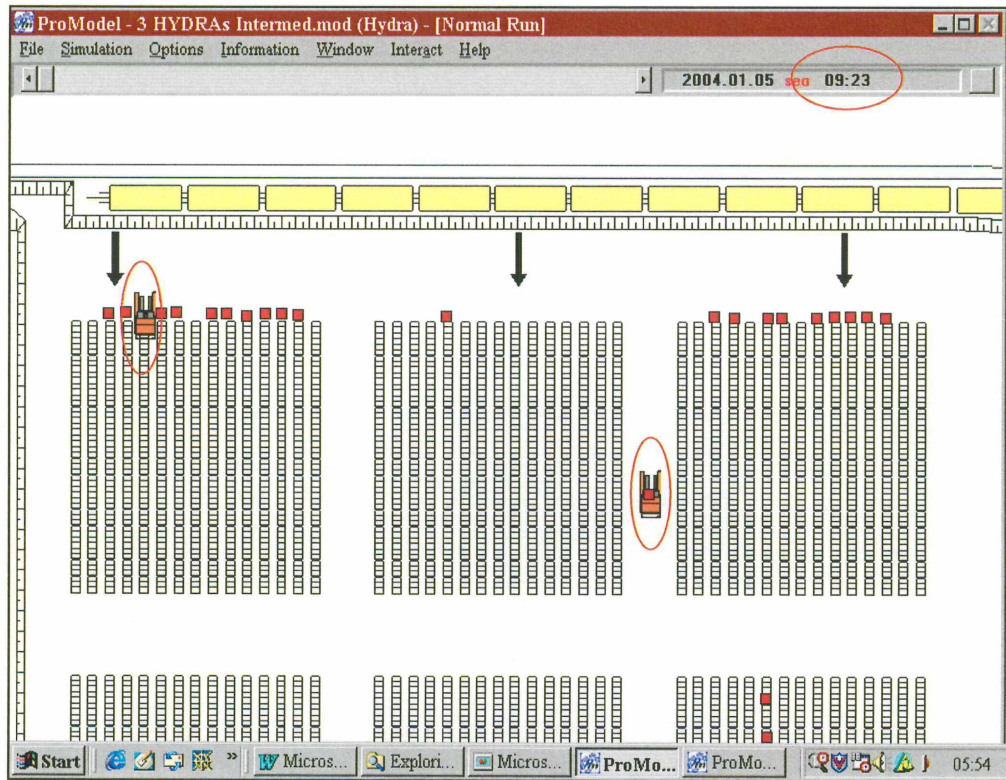 ProModel - 3 HYDRAs Intermed.mod (Hydra) - [Normal Run]
File Simulation Options Information Window Interact Help
2004.01.05 sea 09:23
Start » Micros... Explori... Micros... ProMo... ProMo... 05:54